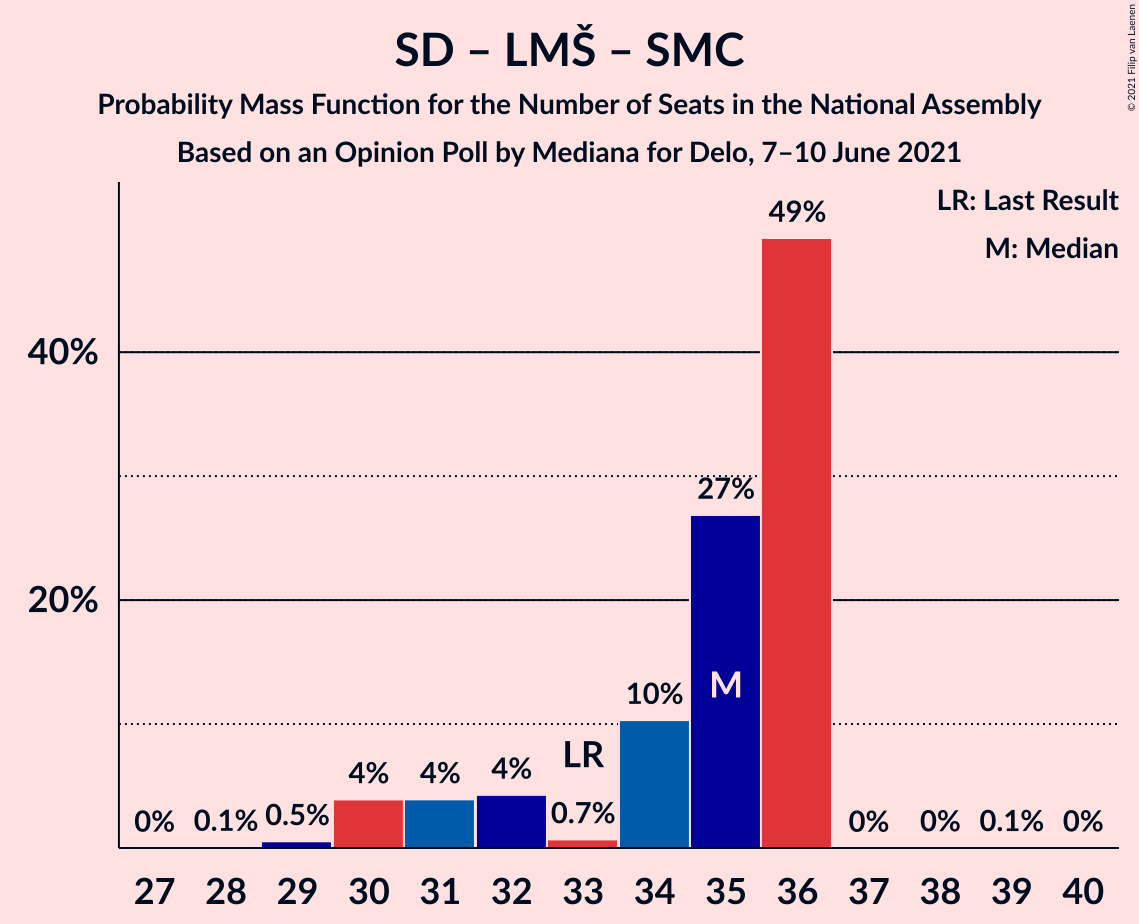 SD – LMŠ – SMC
Probability Mass Function for the Number of Seats in the National Assembly
Based on an Opinion Poll by Mediana for Delo, 7–10 June 2021
© 2021 Filip van Laenen
LR: Last Result
M: Median
40%
20%
0%
0.1%
0.5%
4%
4%
4%
0.7%
LR
10%
27%
M
49%
0%
0%
0.1%
0%
27 28 29 30 31 32 33 34 35 36 37 38 39 40